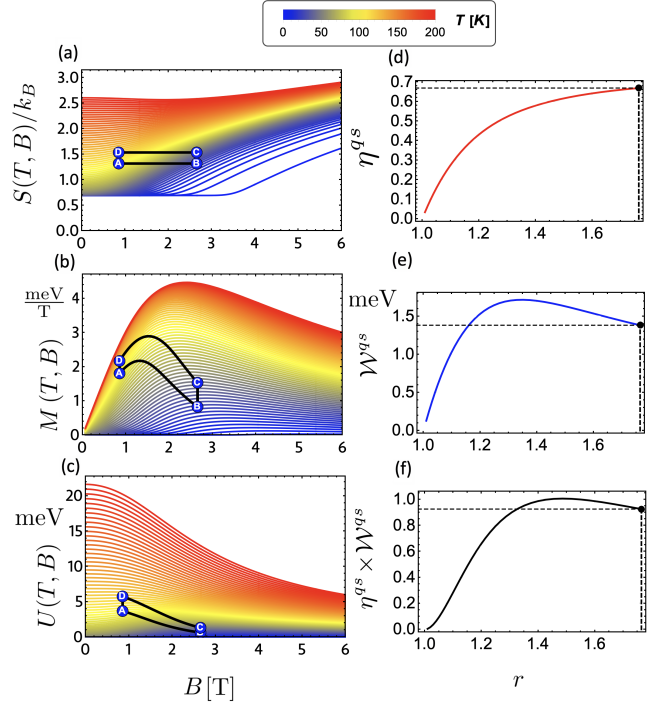 0 50 100 150 200 T [K]
(a)
S(T, B)/k_B
3.0
2.5
2.0
1.5
1.0
0.5
0.0
D C
A B
0 1 2 3 4 5 6
(b)
meV/T
M(T, B)
4
3
2
1
0
D
A
C
B
0 1 2 3 4 5 6
(c)
meV
U(T, B)
20
15
10
5
0
D
A
C
0 1 2 3 4 5 6
B [T]
(d)
η^{qs}
0.7
0.6
0.5
0.4
0.3
0.2
0.1
0.0
1.0 1.2 1.4 1.6
(e)
meV
𝒲^{qs}
1.5
1.0
0.5
0.0
1.0 1.2 1.4 1.6
(f)
η^{qs} × 𝒲^{qs}
1.0
0.8
0.6
0.4
0.2
0.0
1.0 1.2 1.4 1.6
r